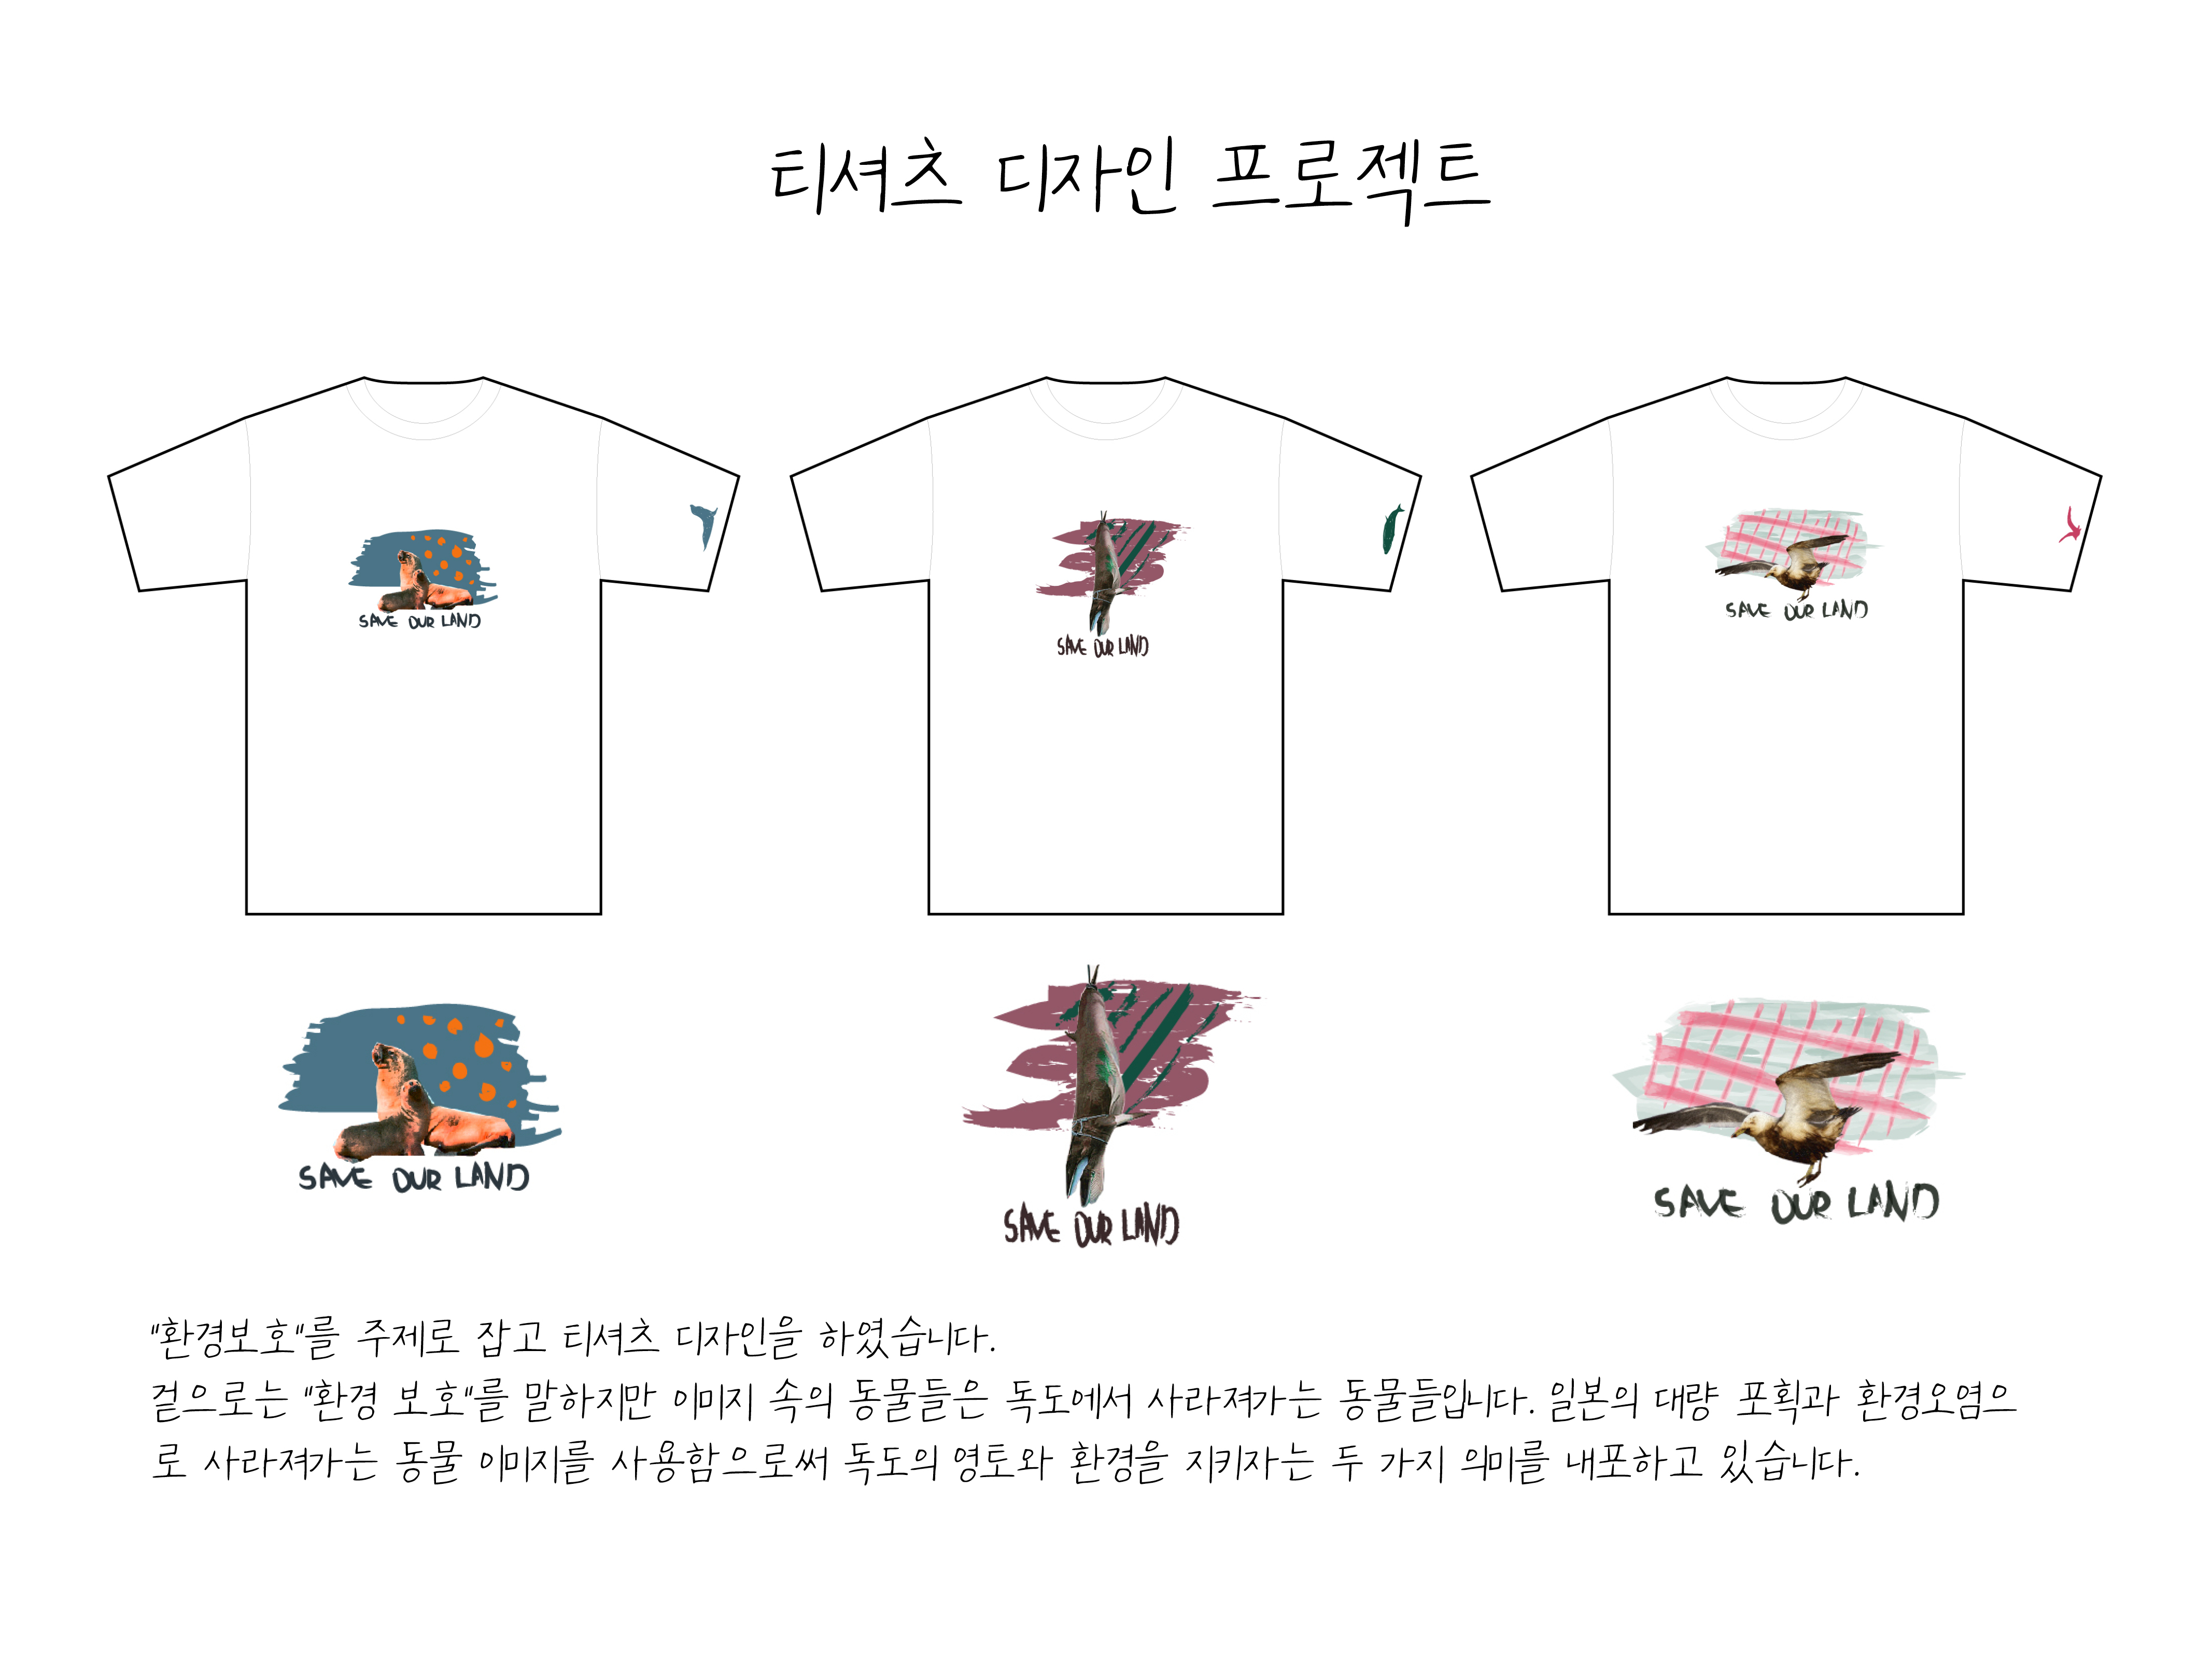 티셔츠 디자인 프로젝트
SAVE OUR LAND
SAVE OUR LAND
SAVE OUR LAND
SAVE OUR LAND
SAVE OUR LAND
SAVE OUR LAND
"환경보호"를 주제로 잡고 티셔츠 디자인을 하였습니다.
겉으로는 "환경 보호"를 말하지만 이미지 속의 동물들은 독도에서 사라져가는 동물들입니다. 일본의 대량 포획과 환경오염으
로 사라져가는 동물 이미지를 사용함으로써 독도의 영토와 환경을 지키자는 두 가지 의미를 내포하고 있습니다.